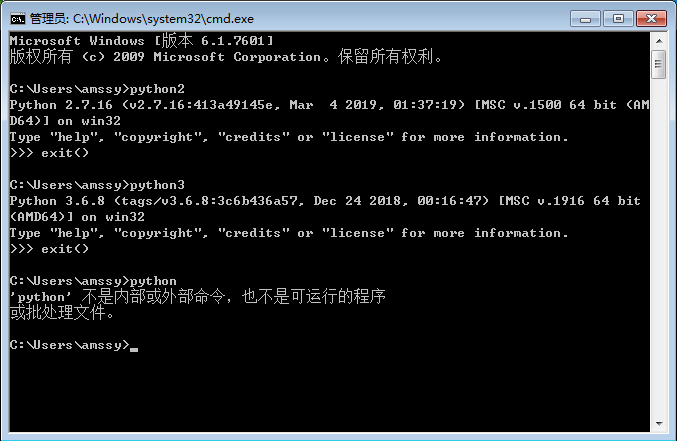 管理员: C:\Windows\system32\cmd.exe
Microsoft Windows [版本 6.1.7601]
版权所有 (c) 2009 Microsoft Corporation。保留所有权利。
C:\Users\amssy>python2
Python 2.7.16 (v2.7.16:413a49145e, Mar  4 2019, 01:37:19) [MSC v.1500 64 bit (AM
D64)] on win32
Type "help", "copyright", "credits" or "license" for more information.
>>> exit()
C:\Users\amssy>python3
Python 3.6.8 (tags/v3.6.8:3c6b436a57, Dec 24 2018, 00:16:47) [MSC v.1916 64 bit
(AMD64)] on win32
Type "help", "copyright", "credits" or "license" for more information.
>>> exit()
C:\Users\amssy>python
'python' 不是内部或外部命令，也不是可运行的程序
或批处理文件。
C:\Users\amssy>_